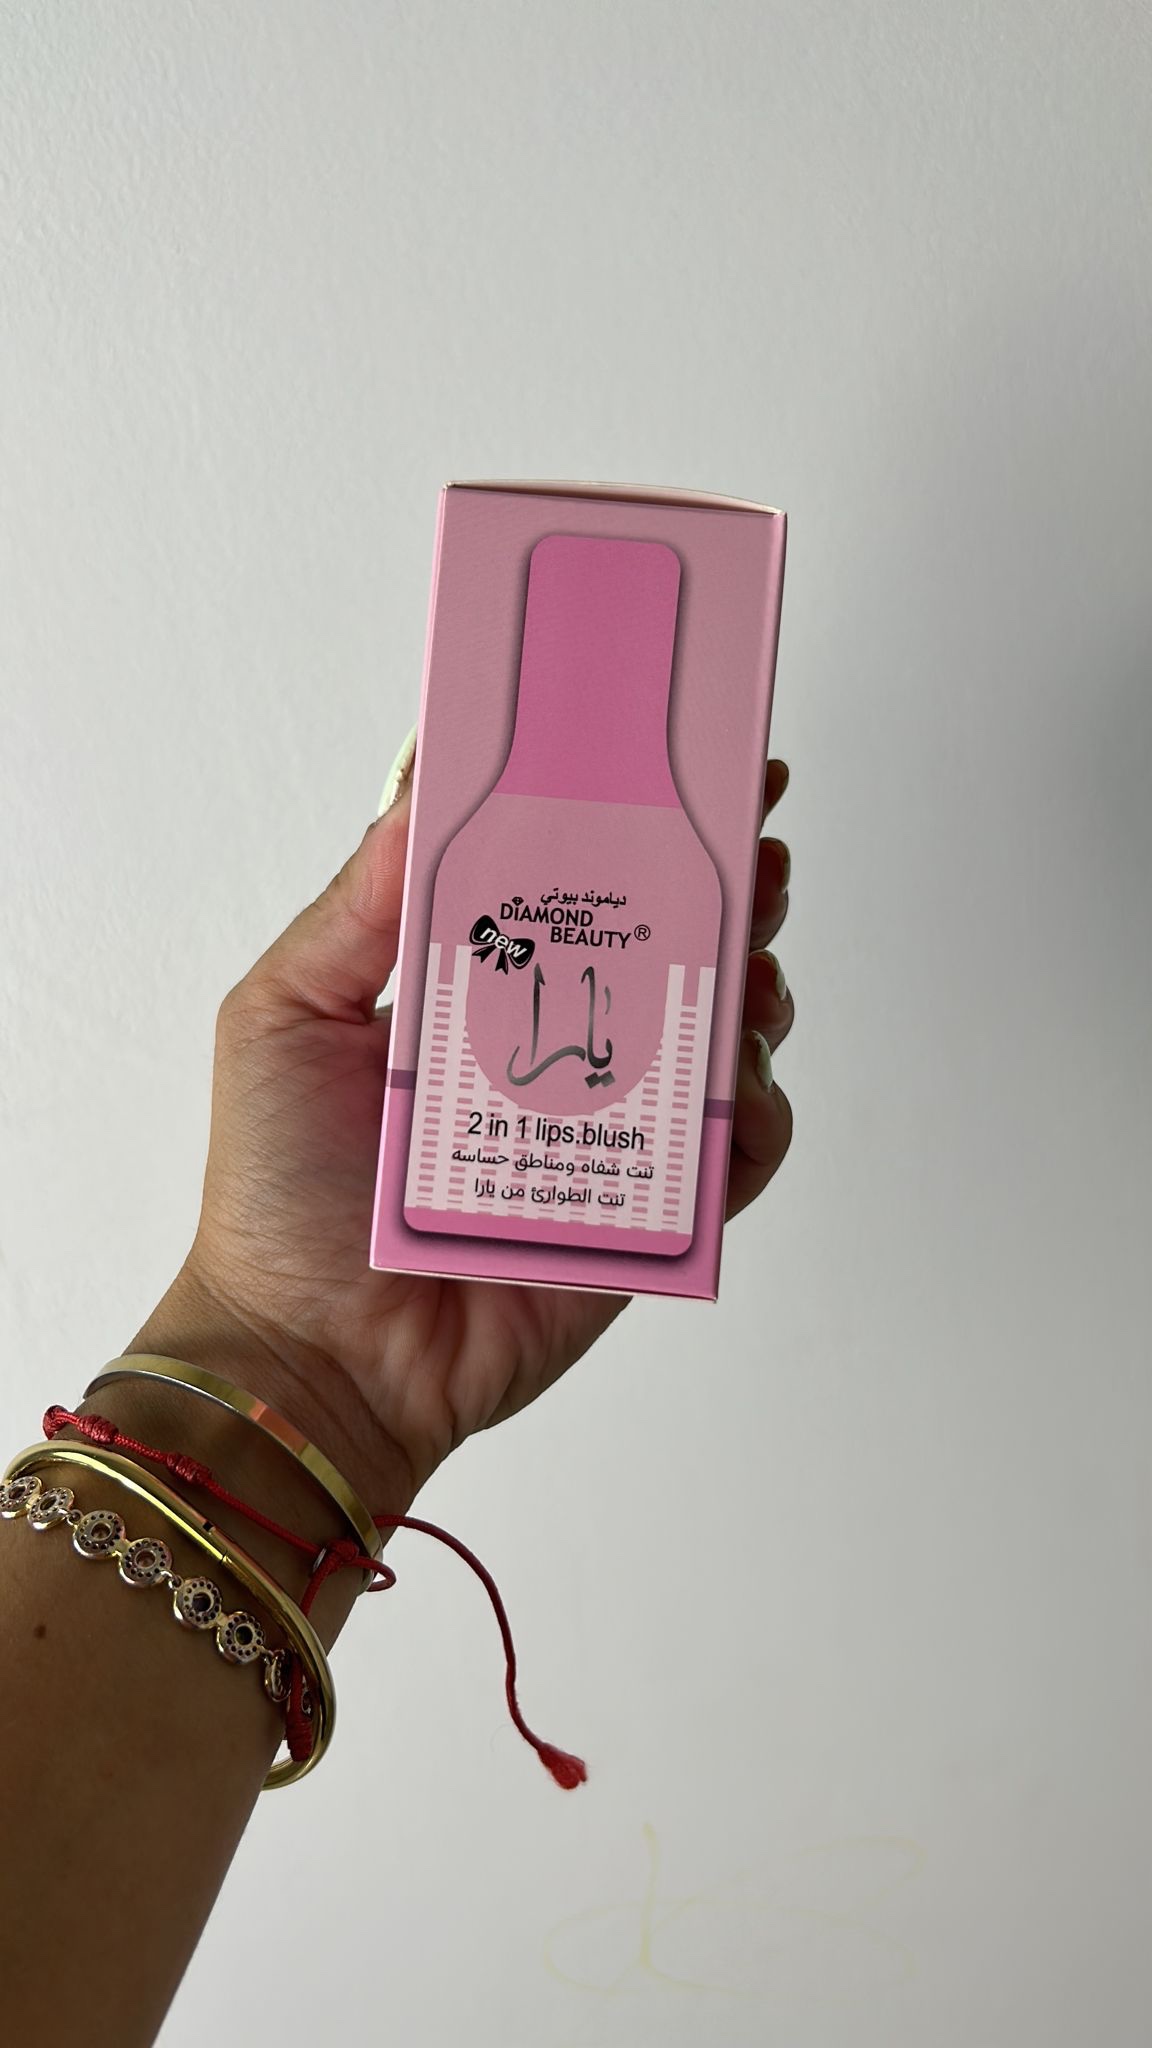 دياموند بيوتي
DIAMOND
BEAUTY®
new
يارا
2 in 1 lips.blush
تنت شفاه ومناطق حساسه
تنت الطوارئ من يارا